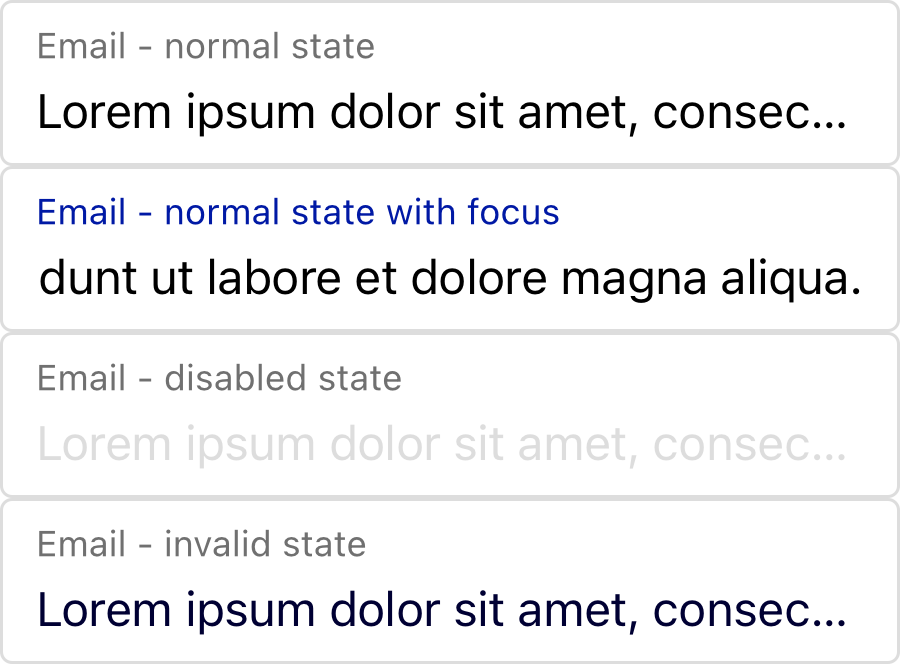 Email - normal state
Lorem ipsum dolor sit amet, consec...
Email - normal state with focus
dunt ut labore et dolore magna aliqua.
Email - disabled state
Lorem ipsum dolor sit amet, consec...
Email - invalid state
Lorem ipsum dolor sit amet, consec...